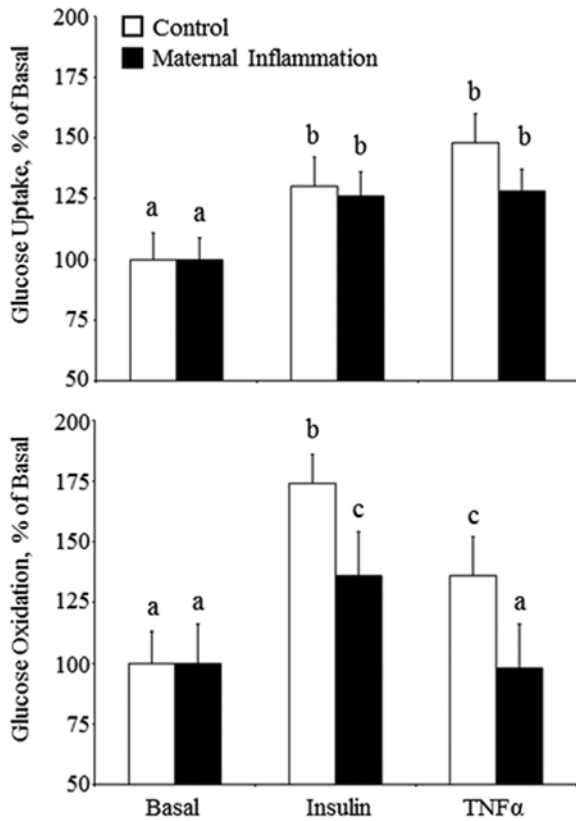 Control
Maternal Inflammation
Glucose Uptake, % of Basal
200
175
150
125
100
75
50
a
a
b
b
b
b
Glucose Oxidation, % of Basal
200
175
150
125
100
75
50
a
a
b
c
c
a
Basal
Insulin
TNFα